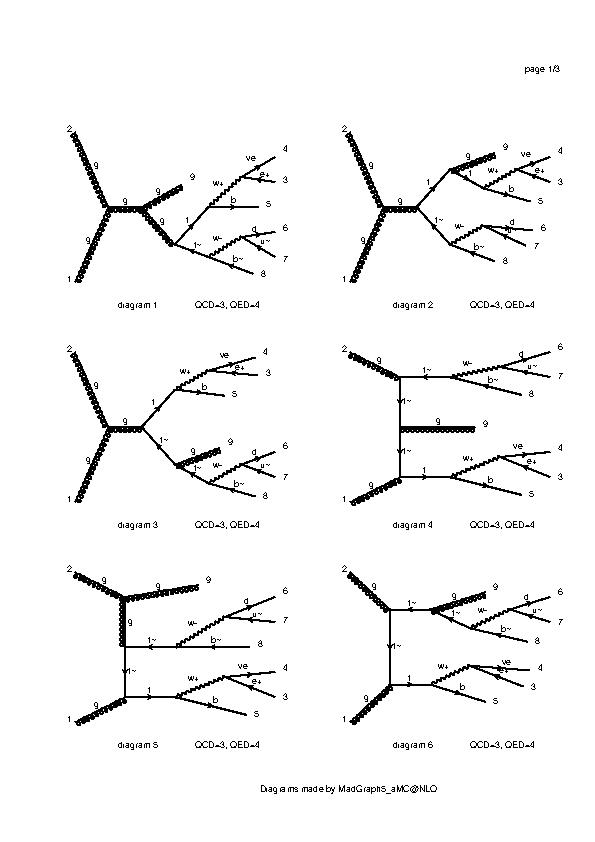 page 1/3
2 g g g 9 g 1 t w+ ve 4 e+ 3 b 5 t~ w- d 6 u~ 7 b~ 8
diagram 1 QCD=3, QED=4
2 g g g 1 t g 9 t w+ ve 4 e+ 3 b 5 t~ w- d 6 u~ 7 b~ 8
diagram 2 QCD=3, QED=4
2 g g g 1 t w+ ve 4 e+ 3 b 5 t~ g 9 t~ w- d 6 u~ 7 b~ 8
diagram 3 QCD=3, QED=4
2 g t~ w- d 6 u~ 7 b~ 8 t~ g 9 t~ 1 g t w+ ve 4 e+ 3 b 5
diagram 4 QCD=3, QED=4
2 g g 9 g t~ w- d 6 u~ 7 b~ 8 t~ 1 g t w+ ve 4 e+ 3 b 5
diagram 5 QCD=3, QED=4
2 g t~ g 9 t~ w- d 6 u~ 7 b~ 8 t~ 1 g t w+ ve 4 e+ 3 b 5
diagram 6 QCD=3, QED=4
Diagrams made by MadGraph5_aMC@NLO